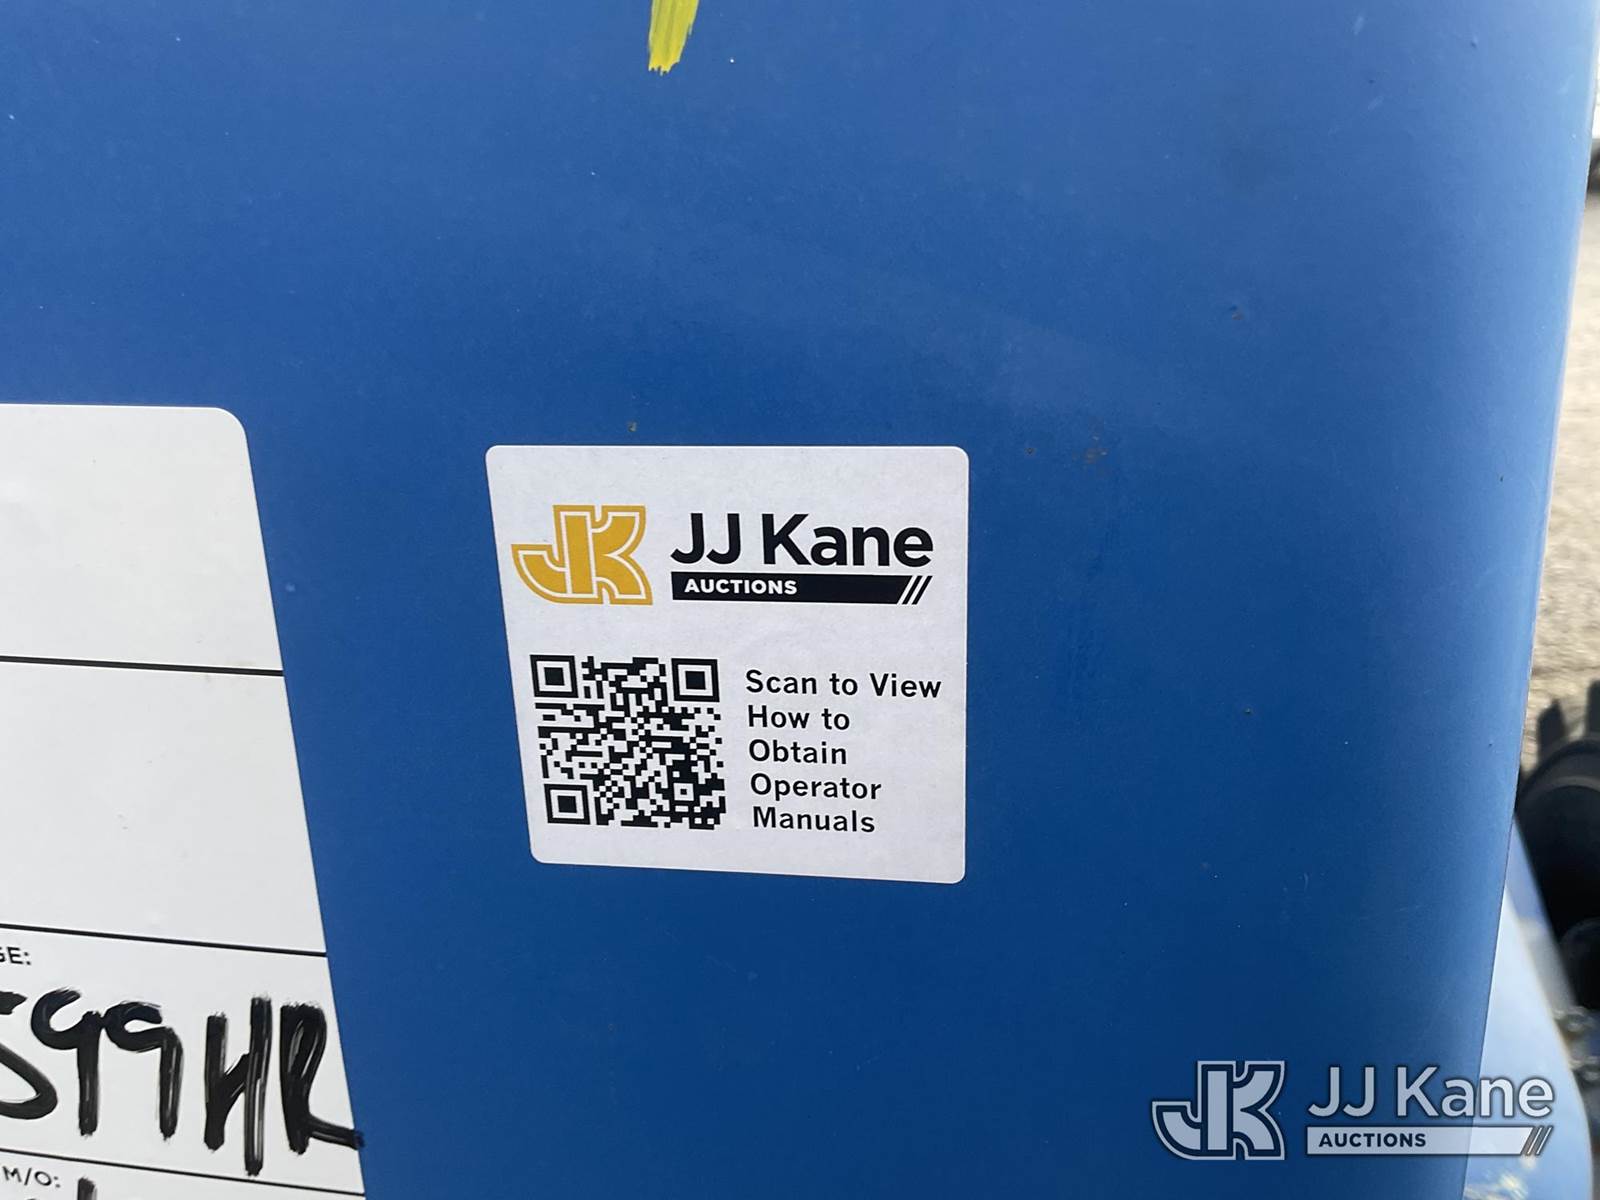 JJ Kane
AUCTIONS
Scan to View
How to
Obtain
Operator
Manuals
GE:
599HR
M/O:
JJ Kane
AUCTIONS